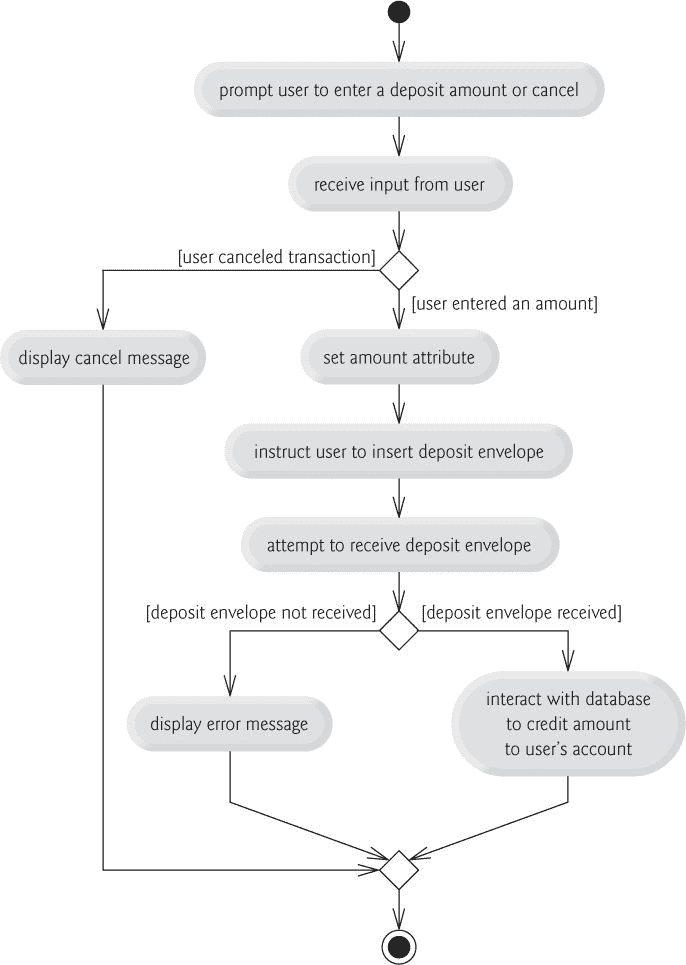 prompt user to enter a deposit amount or cancel
receive input from user
[user canceled transaction]
[user entered an amount]
display cancel message
set amount attribute
instruct user to insert deposit envelope
attempt to receive deposit envelope
[deposit envelope not received]
[deposit envelope received]
display error message
interact with database
to credit amount
to user’s account